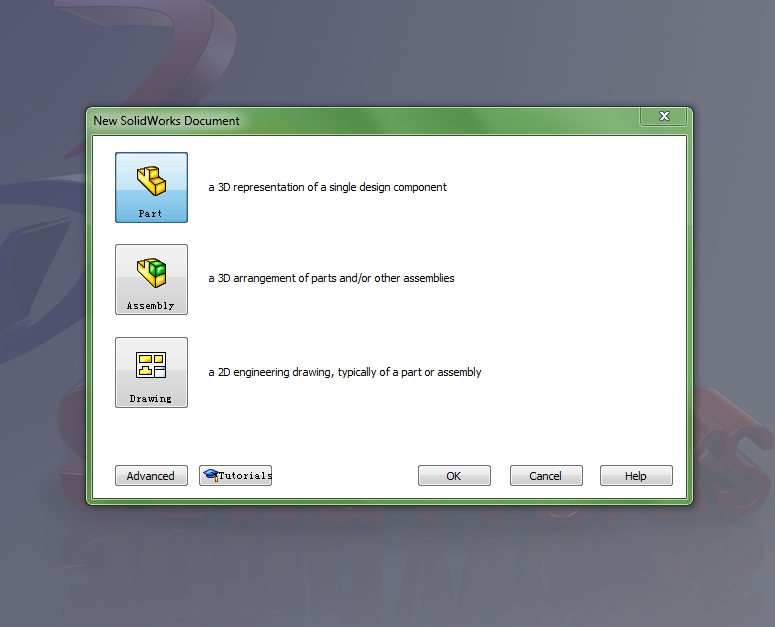 New SolidWorks Document
Part
a 3D representation of a single design component
Assembly
a 3D arrangement of parts and/or other assemblies
Drawing
a 2D engineering drawing, typically of a part or assembly
Advanced
Tutorials
OK
Cancel
Help